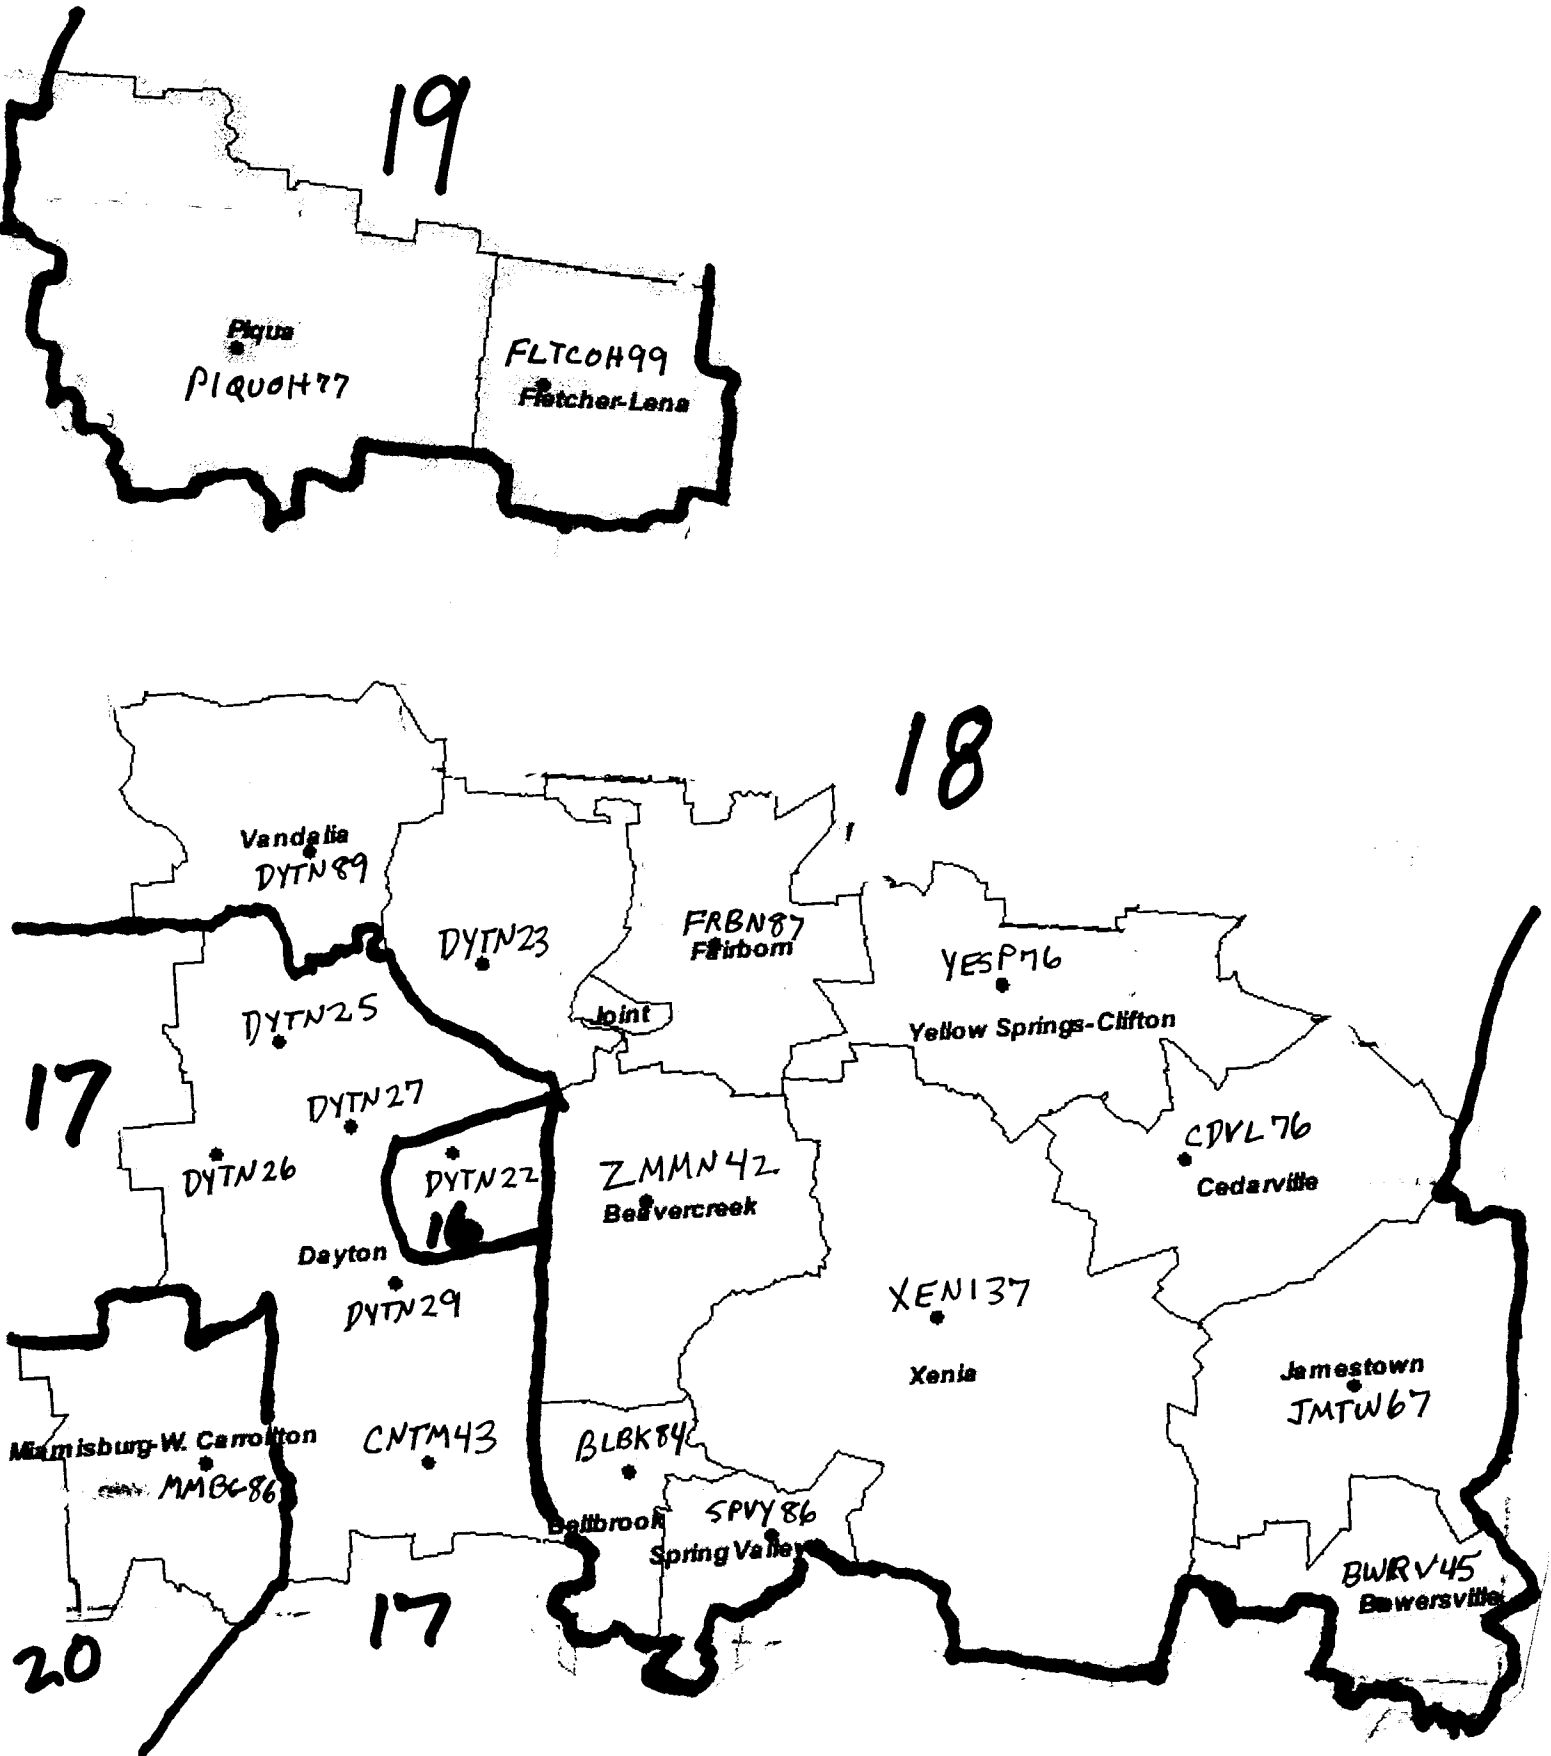 19
Piqua
PIQUOH77
FLTCOH99
Fletcher-Lena
18
Vandalia
DYTN89
DYTN23
FRBN87
Fairborn
YESP76
Yellow Springs-Clifton
Joint
DYTN25
17
DYTN27
DYTN26
DYTN22
16
ZMMN42
Beavercreek
CDVL76
Cedarville
Dayton
DYTN29
XENI37
Xenia
Jamestown
JMTW67
Miamisburg-W. Carrollton
MMBG86
CNTM43
BLBK84
Bellbrook
SPVY86
Spring Valley
BWRV45
Bowersville
17
20